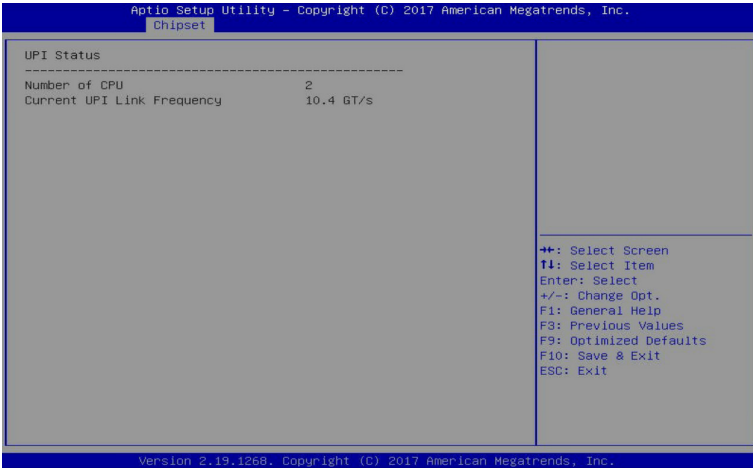 Aptio Setup Utility – Copyright (C) 2017 American Megatrends, Inc.
Chipset
UPI Status
--------------------------------------------------
Number of CPU 2
Current UPI Link Frequency 10.4 GT/s
→←: Select Screen
↑↓: Select Item
Enter: Select
+/-: Change Opt.
F1: General Help
F3: Previous Values
F9: Optimized Defaults
F10: Save & Exit
ESC: Exit
Version 2.19.1268. Copyright (C) 2017 American Megatrends, Inc.